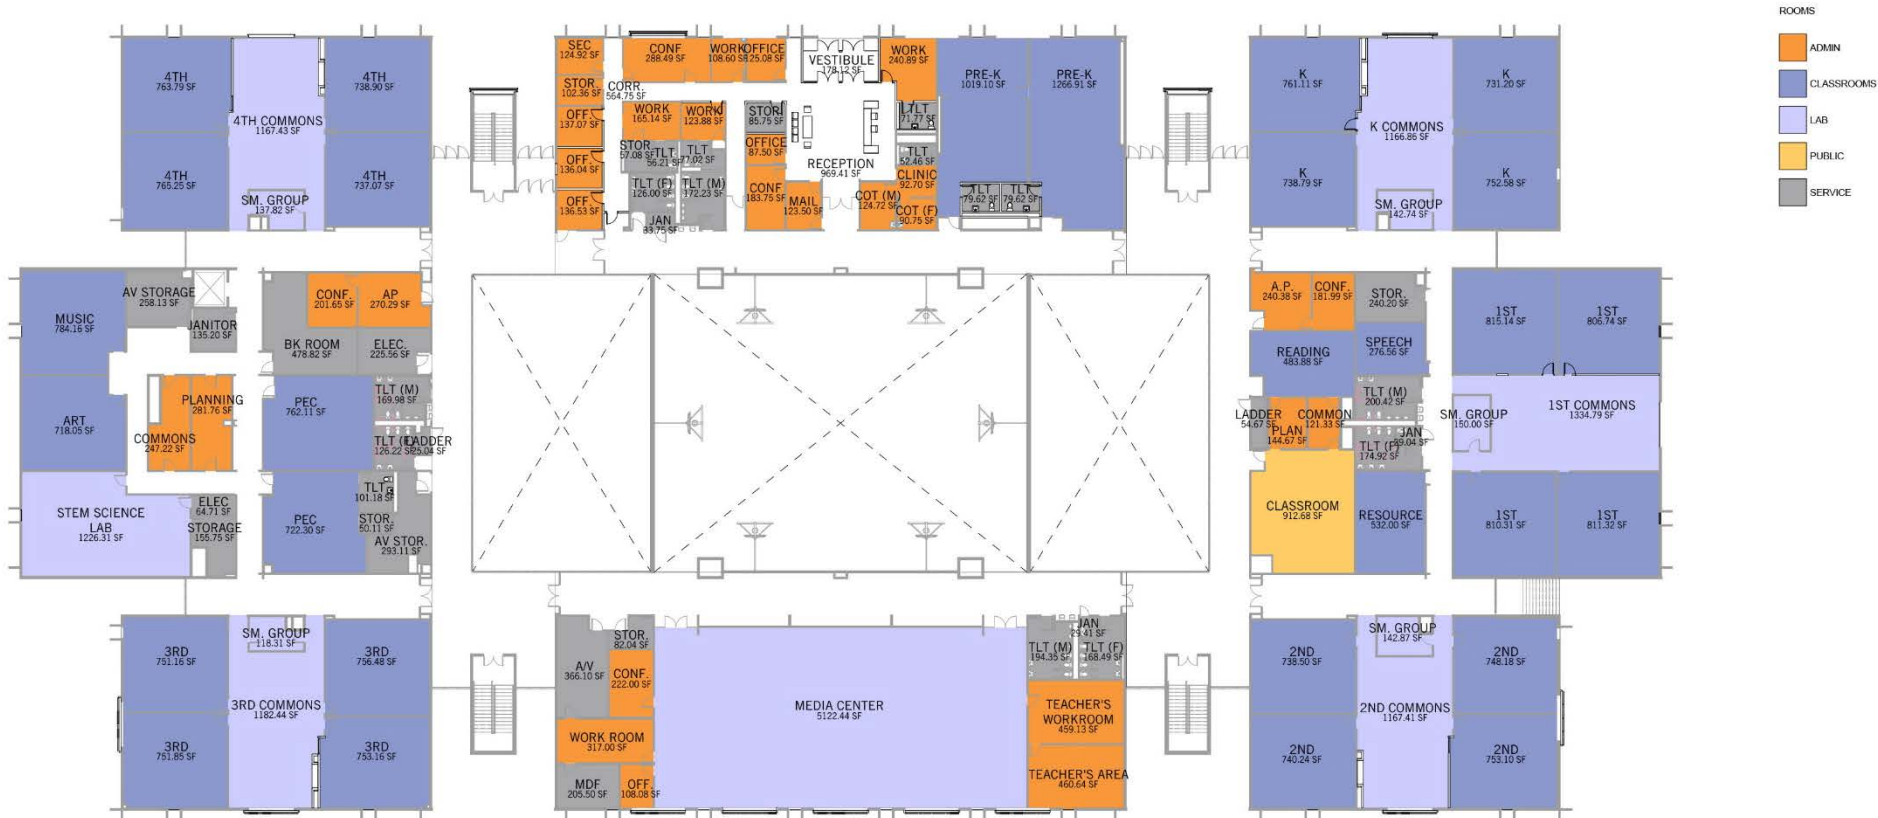 ROOMS
ADMIN
CLASSROOMS
LAB
PUBLIC
SERVICE
4TH
763.79 SF
4TH
738.90 SF
4TH COMMONS
1167.43 SF
4TH
765.25 SF
4TH
737.07 SF
SM. GROUP
137.82 SF
SEC
124.92 SF
STOR.
102.36 SF
OFF.
137.07 SF
OFF.
136.04 SF
OFF.
136.53 SF
CORR.
564.75 SF
CONF
288.49 SF
WORK
108.60 SF
OFFICE
125.08 SF
WORK
165.14 SF
WORK
123.88 SF
STOR
57.08 SF
TLT
56.21 SF
TLT
77.02 SF
TLT (F)
126.00 SF
TLT (M)
172.23 SF
JAN
33.75 SF
STOR
85.75 SF
OFFICE
87.50 SF
CONF
183.75 SF
MAIL
123.50 SF
VESTIBULE
178.12 SF
RECEPTION
969.41 SF
WORK
240.89 SF
TLT
71.77 SF
TLT
52.46 SF
CLINIC
92.70 SF
COT (M)
124.72 SF
COT (F)
90.75 SF
PRE-K
1019.10 SF
PRE-K
1266.91 SF
TLT
79.62 SF
TLT
79.62 SF
K
761.11 SF
K
731.20 SF
K COMMONS
1166.86 SF
K
738.79 SF
K
752.58 SF
SM. GROUP
142.74 SF
MUSIC
784.16 SF
AV STORAGE
258.13 SF
JANITOR
135.20 SF
ART
718.05 SF
PLANNING
281.76 SF
COMMONS
247.22 SF
STEM SCIENCE
LAB
1226.31 SF
ELEC
64.71 SF
STORAGE
155.75 SF
CONF.
201.65 SF
AP
270.29 SF
BK ROOM
478.82 SF
ELEC.
225.56 SF
PEC
762.11 SF
TLT (M)
169.98 SF
TLT (F)
126.22 SF
LADDER
25.04 SF
PEC
722.30 SF
TLT
101.18 SF
STOR.
50.11 SF
AV STOR.
293.11 SF
A.P.
240.38 SF
CONF.
181.99 SF
STOR.
240.20 SF
READING
483.88 SF
SPEECH
276.56 SF
TLT (M)
200.42 SF
LADDER
54.67 SF
PLAN
144.67 SF
COMMON
121.33 SF
JAN
39.04 SF
TLT (F)
174.92 SF
CLASSROOM
912.68 SF
RESOURCE
532.00 SF
1ST
815.14 SF
1ST
806.74 SF
SM. GROUP
150.00 SF
1ST COMMONS
1334.79 SF
1ST
810.31 SF
1ST
811.32 SF
3RD
751.16 SF
SM. GROUP
118.31 SF
3RD
756.48 SF
3RD COMMONS
1182.44 SF
3RD
751.85 SF
3RD
753.16 SF
STOR.
82.04 SF
A/V
366.10 SF
CONF.
222.00 SF
WORK ROOM
317.00 SF
MDF
205.50 SF
OFF.
108.08 SF
MEDIA CENTER
5122.44 SF
JAN
29.41 SF
TLT (M)
194.35 SF
TLT (F)
168.49 SF
TEACHER'S
WORKROOM
459.13 SF
TEACHER'S AREA
460.64 SF
2ND
738.50 SF
SM. GROUP
142.87 SF
2ND
748.18 SF
2ND COMMONS
1167.41 SF
2ND
740.24 SF
2ND
753.10 SF